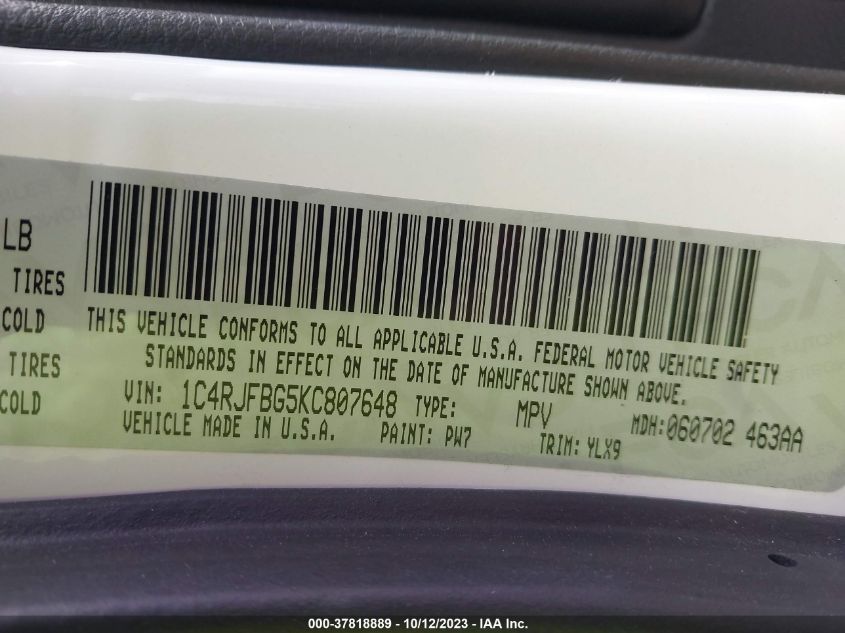 LB
TIRES
COLD
TIRES
COLD
THIS VEHICLE CONFORMS TO ALL APPLICABLE U.S.A. FEDERAL MOTOR VEHICLE SAFETY
STANDARDS IN EFFECT ON THE DATE OF MANUFACTURE SHOWN ABOVE.
VIN: 1C4RJFBG5KC807648 TYPE: MPV MDH:060702 463AA
VEHICLE MADE IN U.S.A. PAINT: PW7 TRIM: YLX9
000-37818889 - 10/12/2023 - IAA Inc.